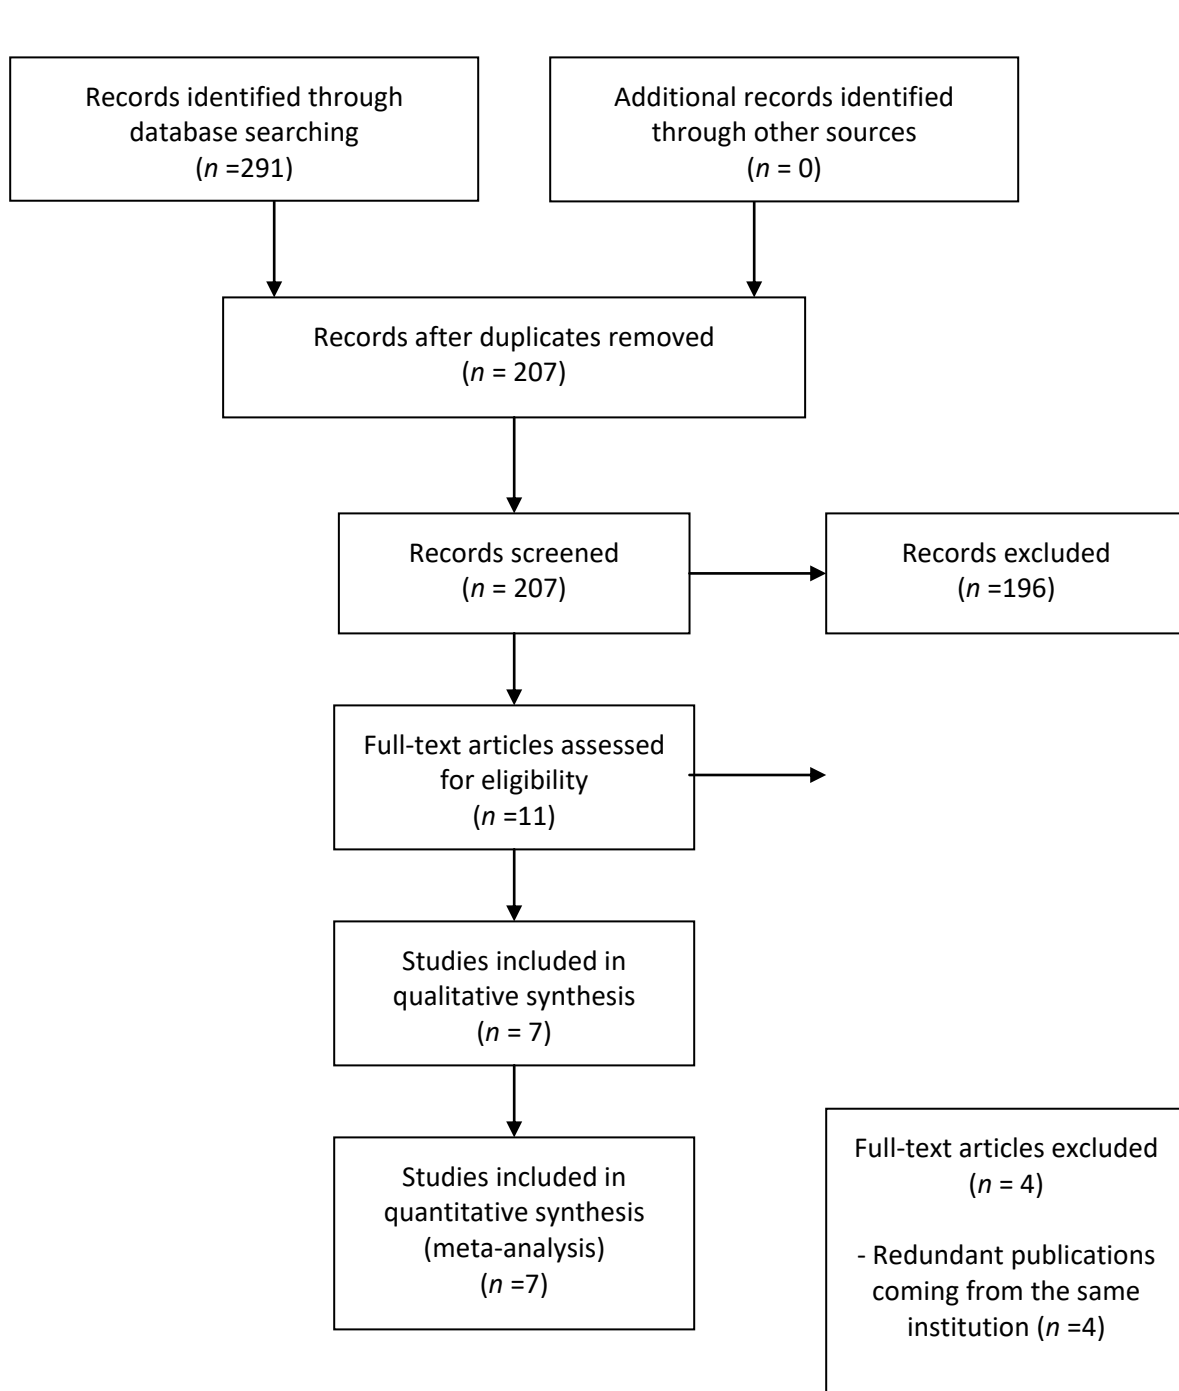 Records identified through
database searching
(n =291)
Additional records identified
through other sources
(n = 0)
Records after duplicates removed
(n = 207)
Records screened
(n = 207)
Records excluded
(n =196)
Full-text articles assessed
for eligibility
(n =11)
Studies included in
qualitative synthesis
(n = 7)
Studies included in
quantitative synthesis
(meta-analysis)
(n =7)
Full-text articles excluded
(n = 4)
- Redundant publications
coming from the same
institution (n =4)